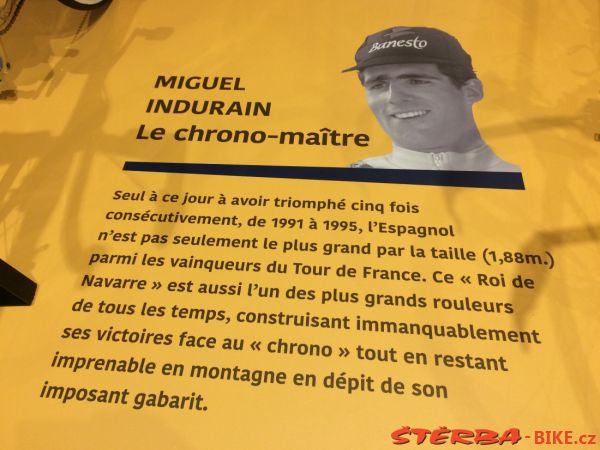 Banesto
MIGUEL
INDURAIN
Le chrono-maître
Seul à ce jour à avoir triomphé cinq fois
consécutivement, de 1991 à 1995, l'Espagnol
n'est pas seulement le plus grand par la taille (1,88m.)
parmi les vainqueurs du Tour de France. Ce « Roi de
Navarre » est aussi l'un des plus grands rouleurs
de tous les temps, construisant immanquablement
ses victoires face au « chrono » tout en restant
imprenable en montagne en dépit de son
imposant gabarit.
ŠTĚRBA-BIKE.cz